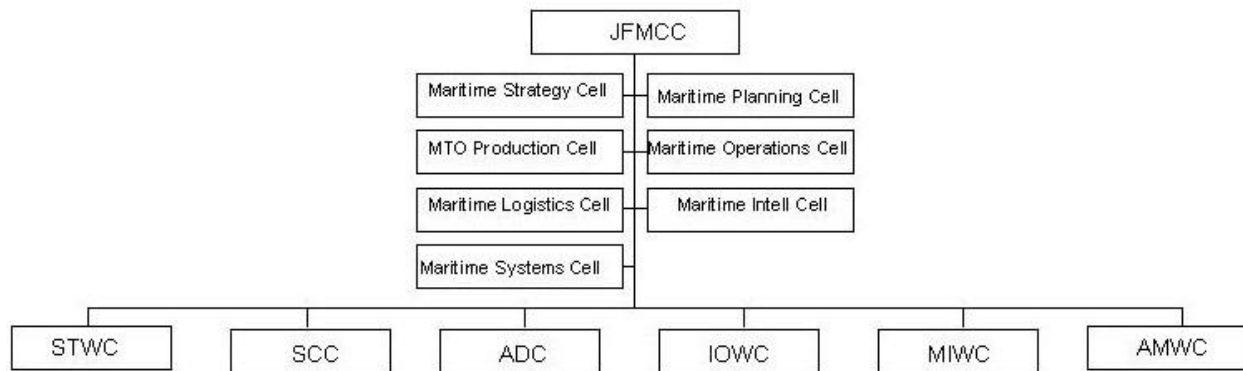 JFMCC
Maritime Strategy Cell
Maritime Planning Cell
MTO Production Cell
Maritime Operations Cell
Maritime Logistics Cell
Maritime Intell Cell
Maritime Systems Cell
STWC
SCC
ADC
IOWC
MIWC
AMWC